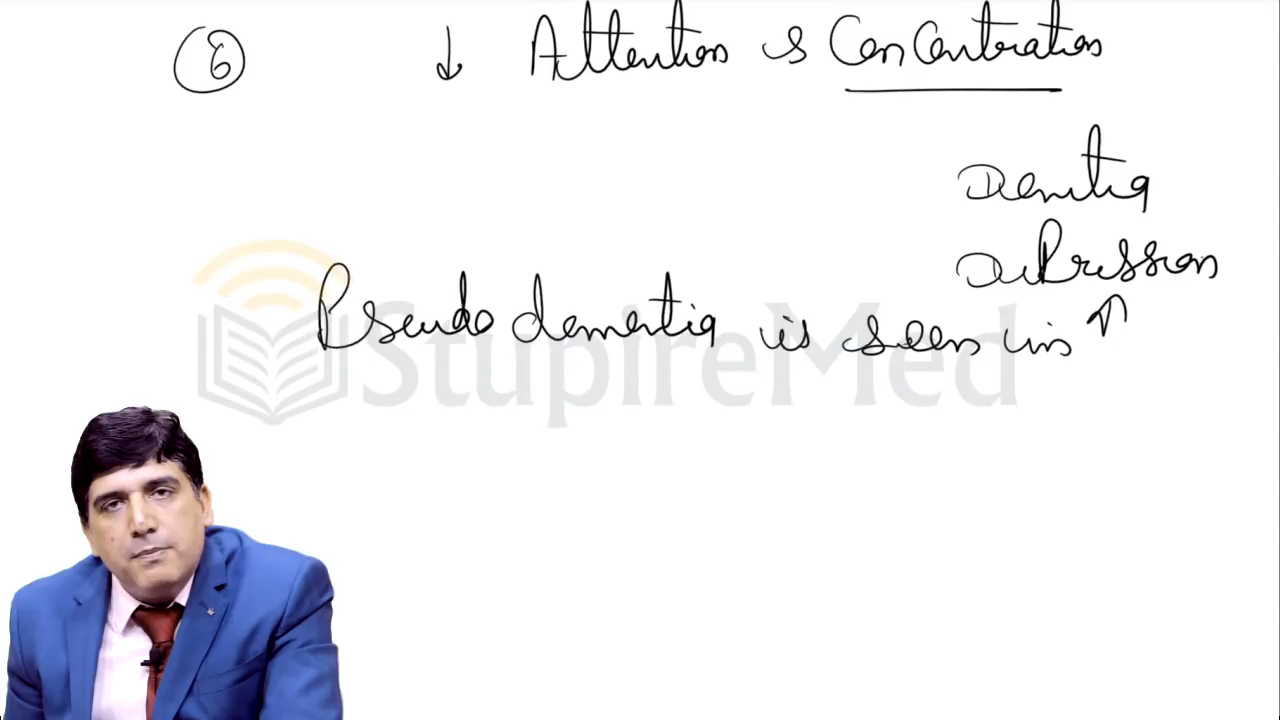 ⑥ ↓ Attention & Concentration
Dementia
Depression
Pseudo dementia is seen in ↑
StupireMed